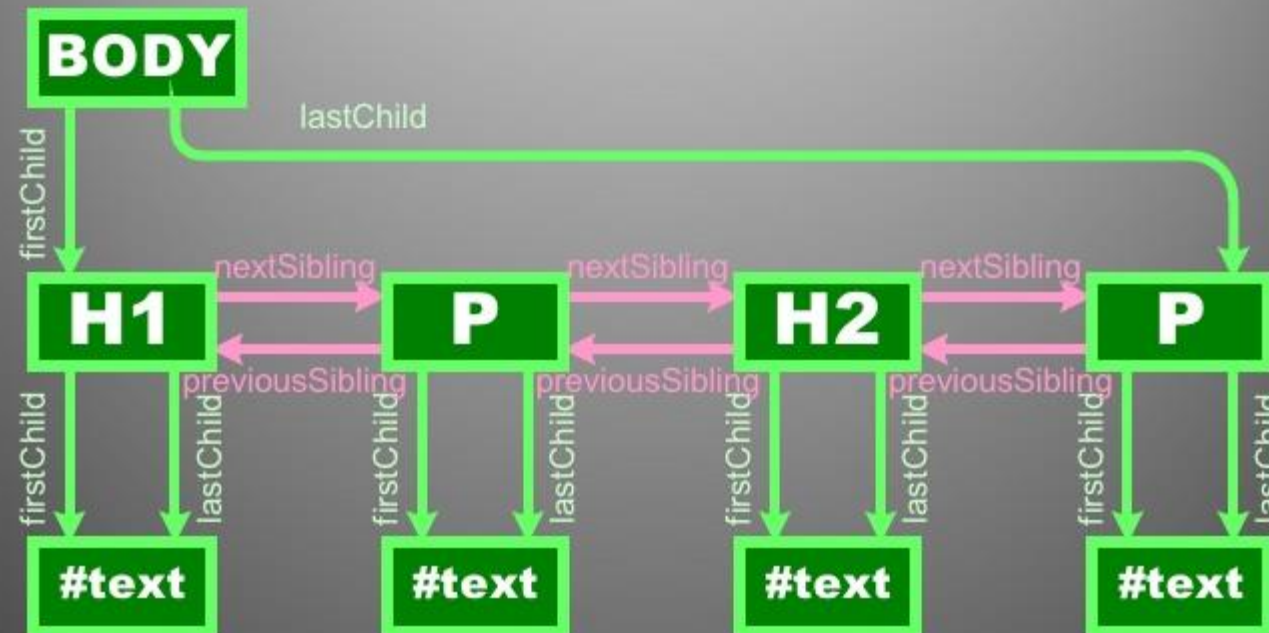 BODY
lastChild
firstChild
nextSibling
nextSibling
nextSibling
H1
P
H2
P
previousSibling
previousSibling
previousSibling
firstChild
lastChild
firstChild
lastChild
firstChild
lastChild
firstChild
lastChild
#text
#text
#text
#text